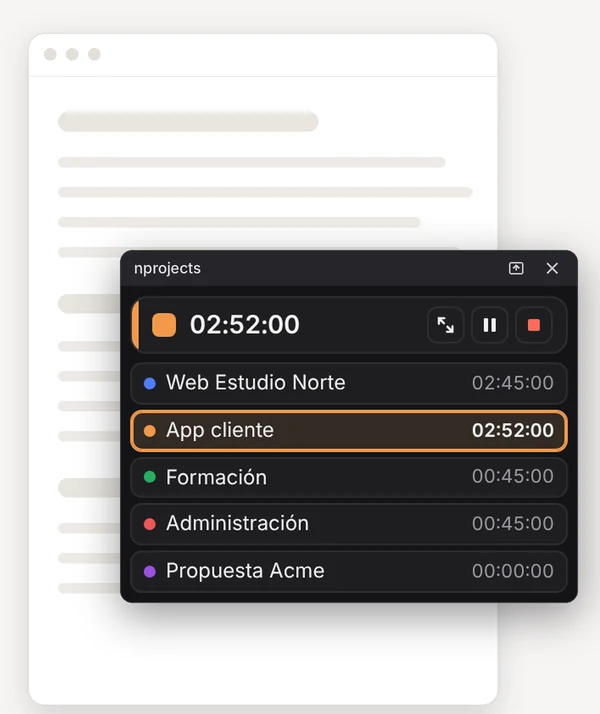 nprojects
02:52:00
Web Estudio Norte 02:45:00
App cliente 02:52:00
Formación 00:45:00
Administración 00:45:00
Propuesta Acme 00:00:00